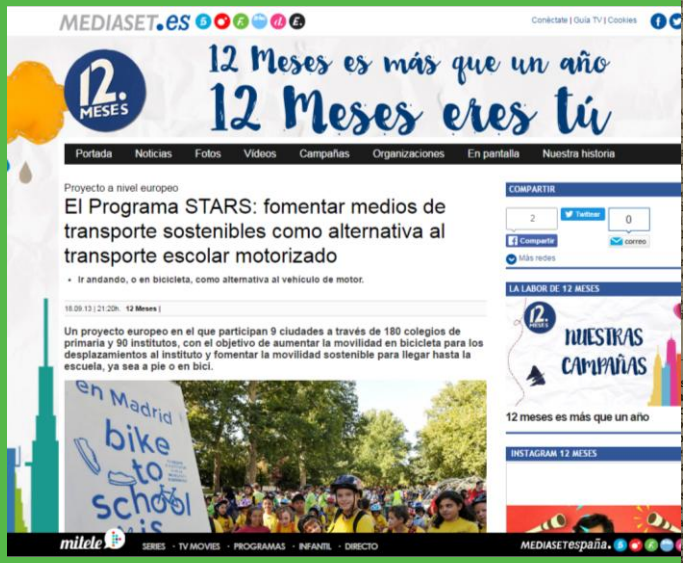 MEDIASET.es
Conéctate | Guía TV | Cookies
12.
MESES
12 Meses es más que un año
12 Meses eres tú
Portada Noticias Fotos Vídeos Campañas Organizaciones En pantalla Nuestra historia
Proyecto a nivel europeo
El Programa STARS: fomentar medios de
transporte sostenibles como alternativa al
transporte escolar motorizado
Ir andando, o en bicicleta, como alternativa al vehículo de motor.
18.09.13 | 21:20h. 12 Meses |
Un proyecto europeo en el que participan 9 ciudades a través de 180 colegios de
primaria y 90 institutos, con el objetivo de aumentar la movilidad en bicicleta para los
desplazamientos al instituto y fomentar la movilidad sostenible para llegar hasta la
escuela, ya sea a pie o en bici.
en Madrid
bike
to
school
is
COMPARTIR
2 Twittear 0
Compartir correo
Más redes
LA LABOR DE 12 MESES
12.
MESES
NUESTRAS
CAMPAÑAS
12 meses es más que un año
INSTAGRAM 12 MESES
mitele SERIES · TV MOVIES · PROGRAMAS · INFANTIL · DIRECTO
MEDIASETespaña.